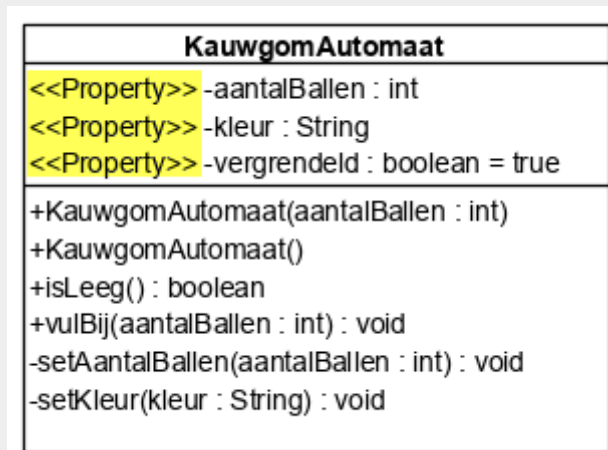 KauwgomAutomaat
<<Property>> -aantalBallen : int
<<Property>> -kleur : String
<<Property>> -vergrendeld : boolean = true
+KauwgomAutomaat(aantalBallen : int)
+KauwgomAutomaat()
+isLeeg() : boolean
+vulBij(aantalBallen : int) : void
-setAantalBallen(aantalBallen : int) : void
-setKleur(kleur : String) : void